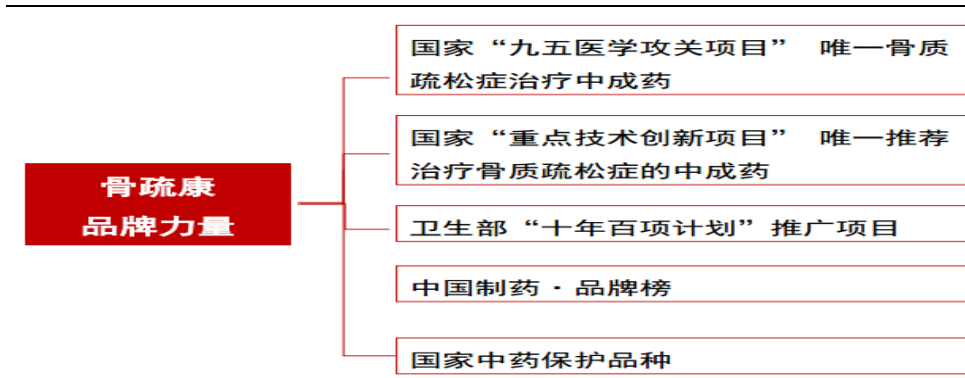 国家“九五医学攻关项目” 唯一骨质
疏松症治疗中成药
国家“重点技术创新项目” 唯一推荐
治疗骨质疏松症的中成药
骨疏康
品牌力量
卫生部“十年百项计划”推广项目
中国制药·品牌榜
国家中药保护品种